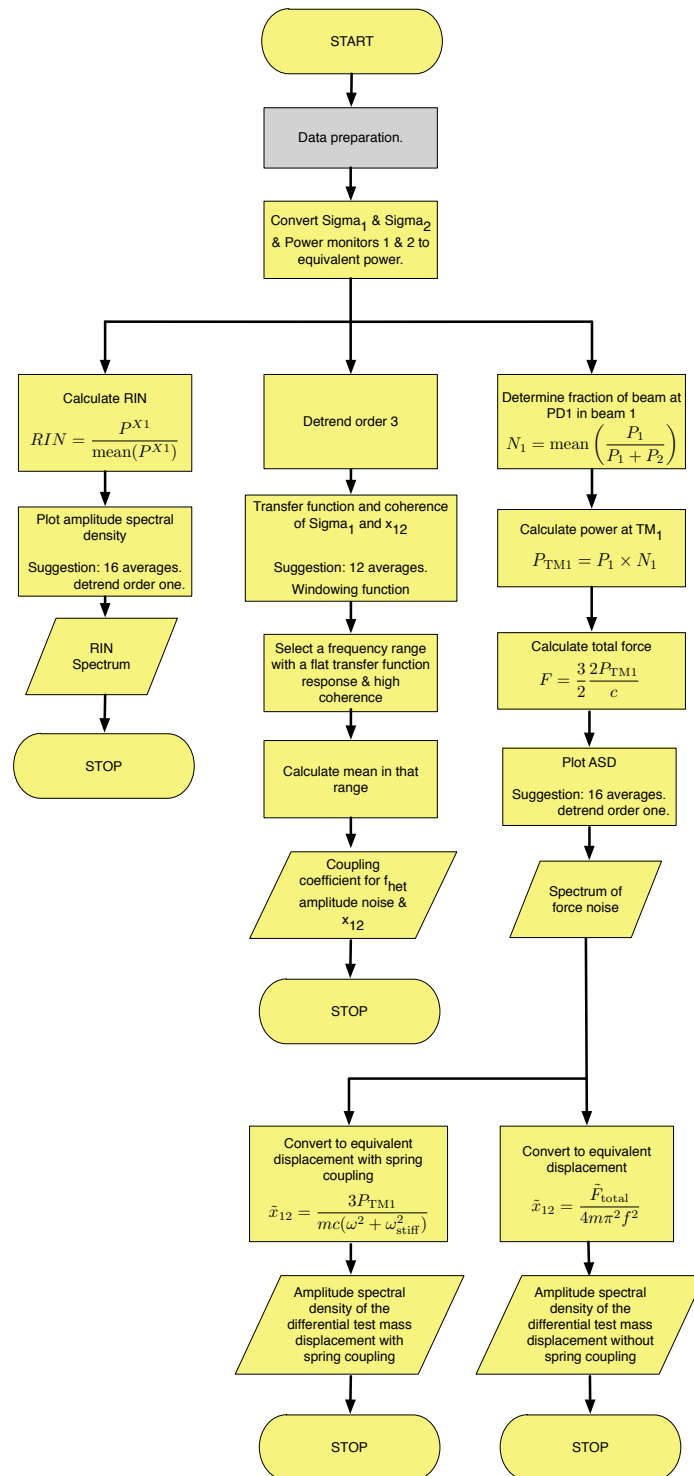 START
Data preparation.
Convert Sigma₁ & Sigma₂
& Power monitors 1 & 2 to
equivalent power.
Calculate RIN
RIN = P^{X1} / mean(P^{X1})
Plot amplitude spectral
density
Suggestion: 16 averages.
detrend order one.
RIN
Spectrum
STOP
Detrend order 3
Transfer function and coherence
of Sigma₁ and x₁₂
Suggestion: 12 averages.
Windowing function
Select a frequency range
with a flat transfer function
response & high
coherence
Calculate mean in that
range
Coupling
coefficient for f_het
amplitude noise &
x₁₂
STOP
Determine fraction of beam at
PD1 in beam 1
N₁ = mean (P₁ / (P₁ + P₂))
Calculate power at TM₁
P_TM1 = P₁ × N₁
Calculate total force
F = 3/2 2P_TM1/c
Plot ASD
Suggestion: 16 averages.
detrend order one.
Spectrum of
force noise
Convert to equivalent
displacement with spring
coupling
x̃₁₂ = 3P_TM1 / mc(ω² + ω²_stiff)
Amplitude spectral
density of the
differential test mass
displacement with
spring coupling
STOP
Convert to equivalent
displacement
x̃₁₂ = F̃_total / 4mπ²f²
Amplitude spectral
density of the
differential test mass
displacement without
spring coupling
STOP